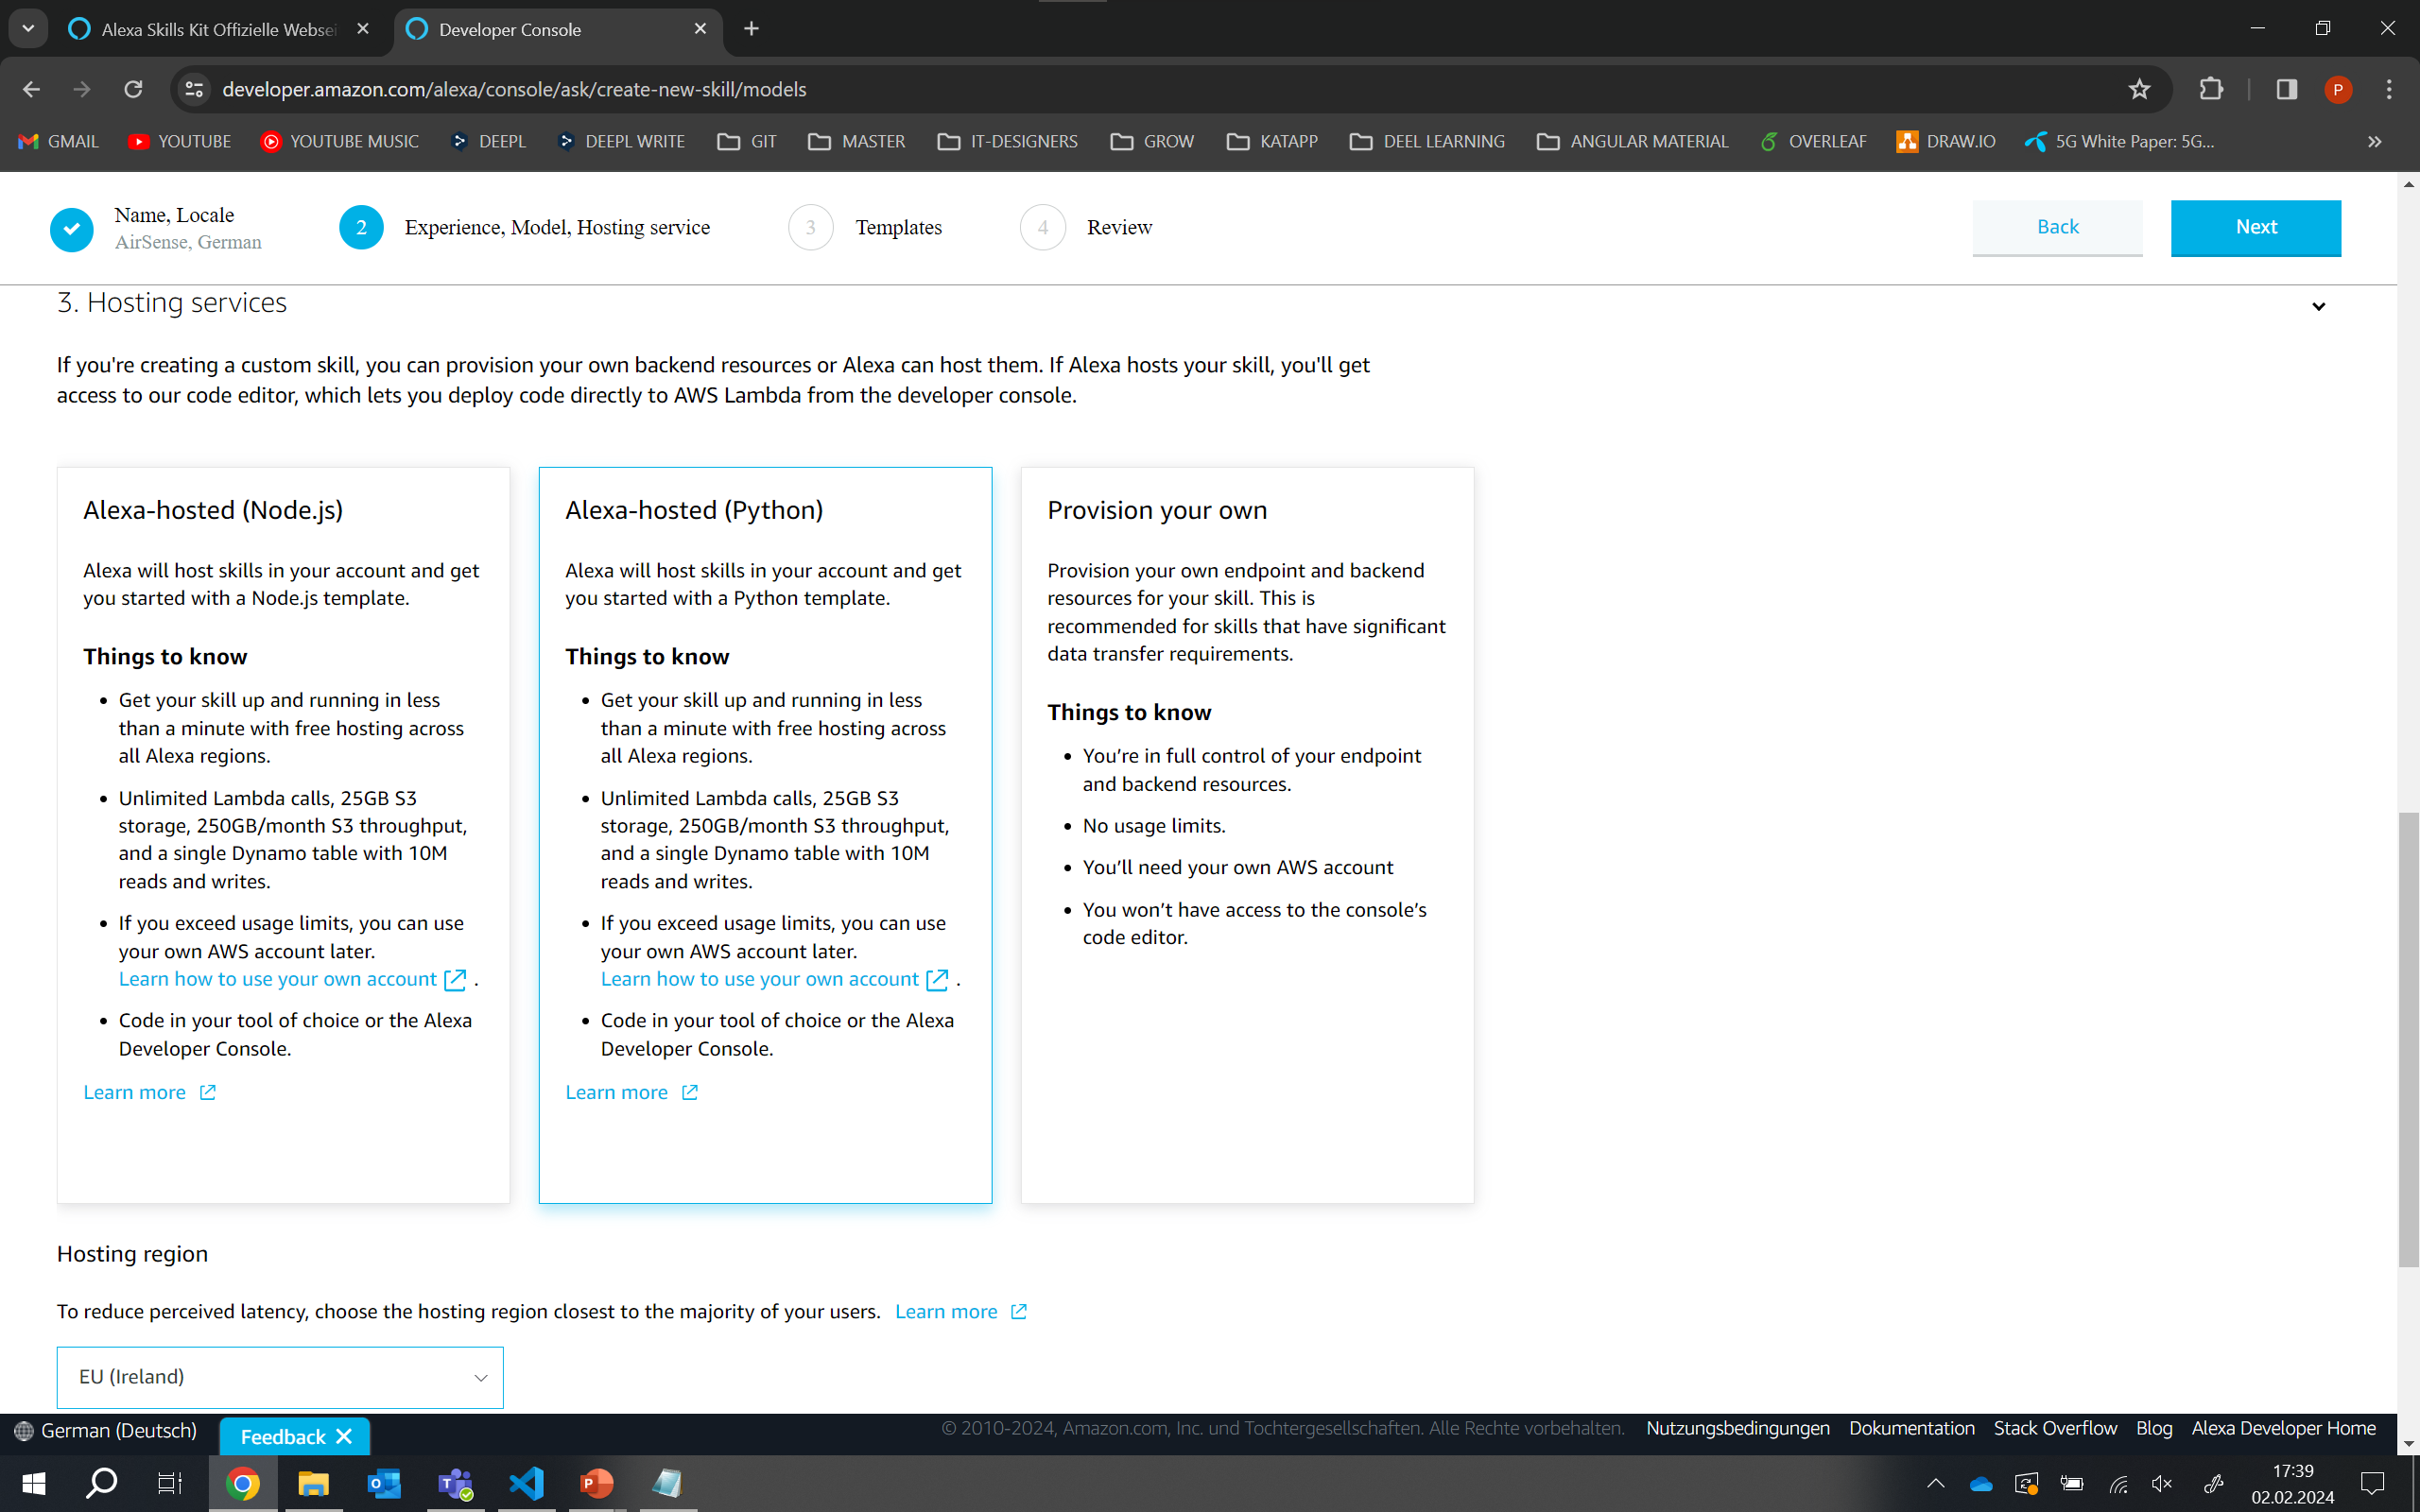 Alexa Skills Kit Offizielle Websei
Developer Console
developer.amazon.com/alexa/console/ask/create-new-skill/models
P
GMAIL
YOUTUBE
YOUTUBE MUSIC
DEEPL
DEEPL WRITE
GIT
MASTER
IT-DESIGNERS
GROW
KATAPP
DEEL LEARNING
ANGULAR MATERIAL
OVERLEAF
DRAW.IO
5G White Paper: 5G...
Name, Locale
AirSense, German
2
Experience, Model, Hosting service
3
Templates
4
Review
Back
Next
3. Hosting services
If you're creating a custom skill, you can provision your own backend resources or Alexa can host them. If Alexa hosts your skill, you'll get
access to our code editor, which lets you deploy code directly to AWS Lambda from the developer console.
Alexa-hosted (Node.js)
Alexa will host skills in your account and get
you started with a Node.js template.
Things to know
• Get your skill up and running in less
than a minute with free hosting across
all Alexa regions.
• Unlimited Lambda calls, 25GB S3
storage, 250GB/month S3 throughput,
and a single Dynamo table with 10M
reads and writes.
• If you exceed usage limits, you can use
your own AWS account later.
Learn how to use your own account .
• Code in your tool of choice or the Alexa
Developer Console.
Learn more
Alexa-hosted (Python)
Alexa will host skills in your account and get
you started with a Python template.
Things to know
• Get your skill up and running in less
than a minute with free hosting across
all Alexa regions.
• Unlimited Lambda calls, 25GB S3
storage, 250GB/month S3 throughput,
and a single Dynamo table with 10M
reads and writes.
• If you exceed usage limits, you can use
your own AWS account later.
Learn how to use your own account .
• Code in your tool of choice or the Alexa
Developer Console.
Learn more
Provision your own
Provision your own endpoint and backend
resources for your skill. This is
recommended for skills that have significant
data transfer requirements.
Things to know
• You’re in full control of your endpoint
and backend resources.
• No usage limits.
• You’ll need your own AWS account
• You won’t have access to the console’s
code editor.
Hosting region
To reduce perceived latency, choose the hosting region closest to the majority of your users. Learn more
EU (Ireland)
German (Deutsch)
Feedback
© 2010-2024, Amazon.com, Inc. und Tochtergesellschaften. Alle Rechte vorbehalten.
Nutzungsbedingungen
Dokumentation
Stack Overflow
Blog
Alexa Developer Home
17:39
02.02.2024